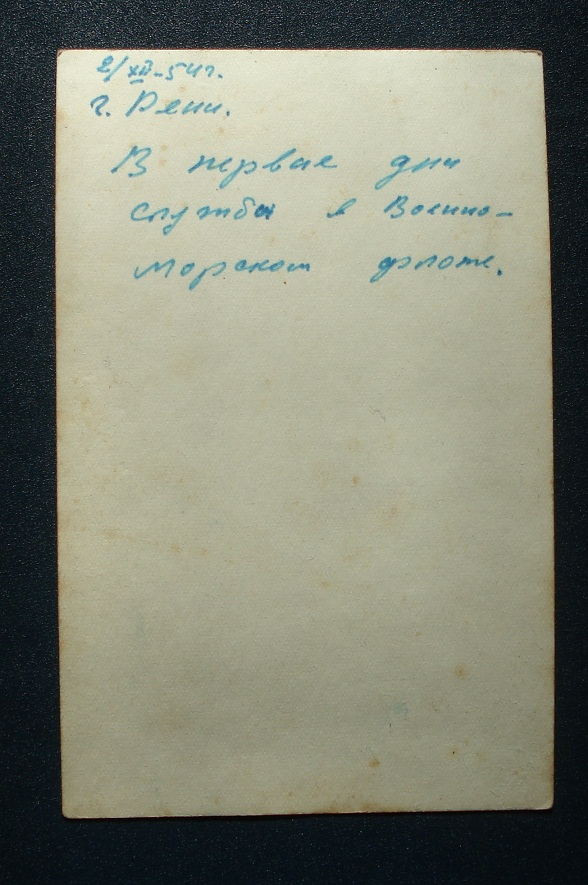 2/XII-54г.
г. Рени.
В первые дни
службы в Военно-
Морском флоте.